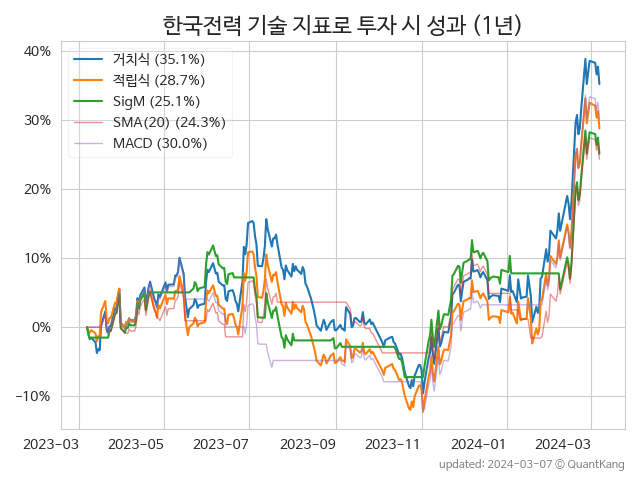 한국전력 기술 지표로 투자 시 성과 (1년)
40%
30%
20%
10%
0%
−10%
거치식 (35.1%)
적립식 (28.7%)
SigM (25.1%)
SMA(20) (24.3%)
MACD (30.0%)
2023-03 2023-05 2023-07 2023-09 2023-11 2024-01 2024-03
updated: 2024-03-07 © QuantKang